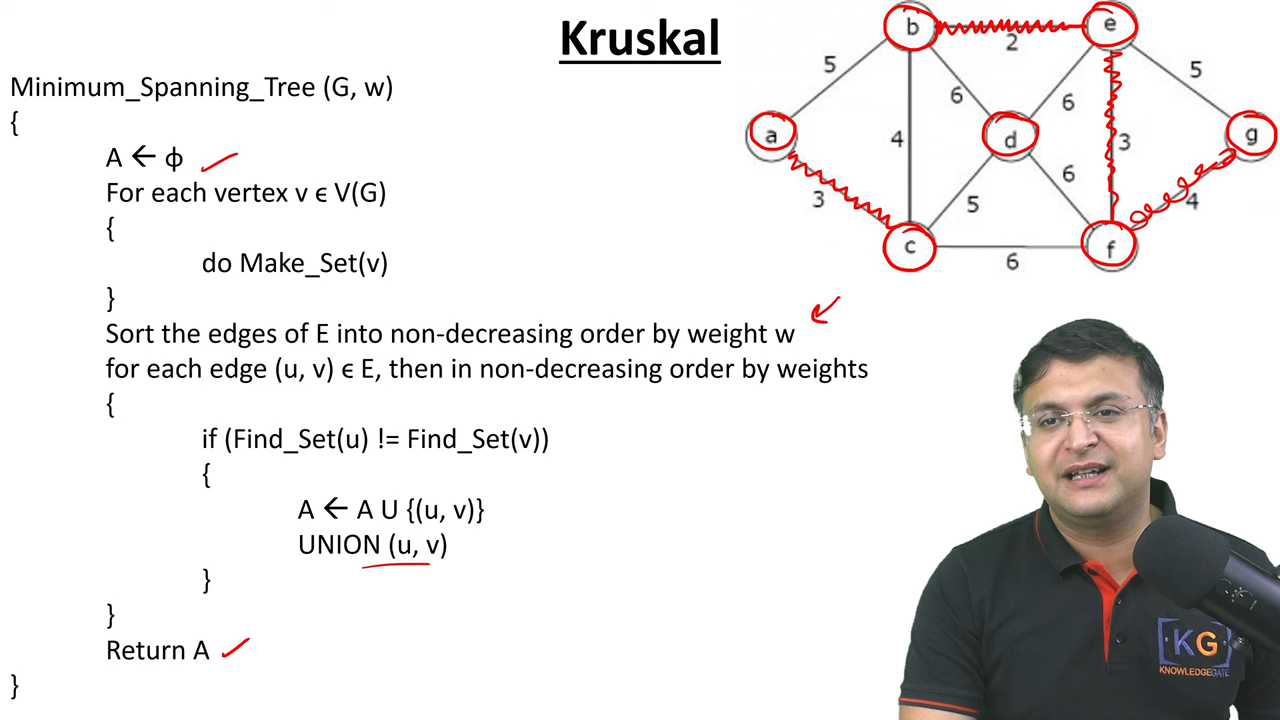 Kruskal
Minimum_Spanning_Tree (G, w)
{
A ← ф
For each vertex v ϵ V(G)
{
do Make_Set(v)
}
Sort the edges of E into non-decreasing order by weight w
for each edge (u, v) ϵ E, then in non-decreasing order by weights
{
if (Find_Set(u) != Find_Set(v))
{
A ← A U {(u, v)}
UNION (u, v)
}
}
Return A
}
b
2
e
5
5
6
6
a
4
d
3
g
3
5
6
4
c
6
f
KG
KNOWLEDGEGATE